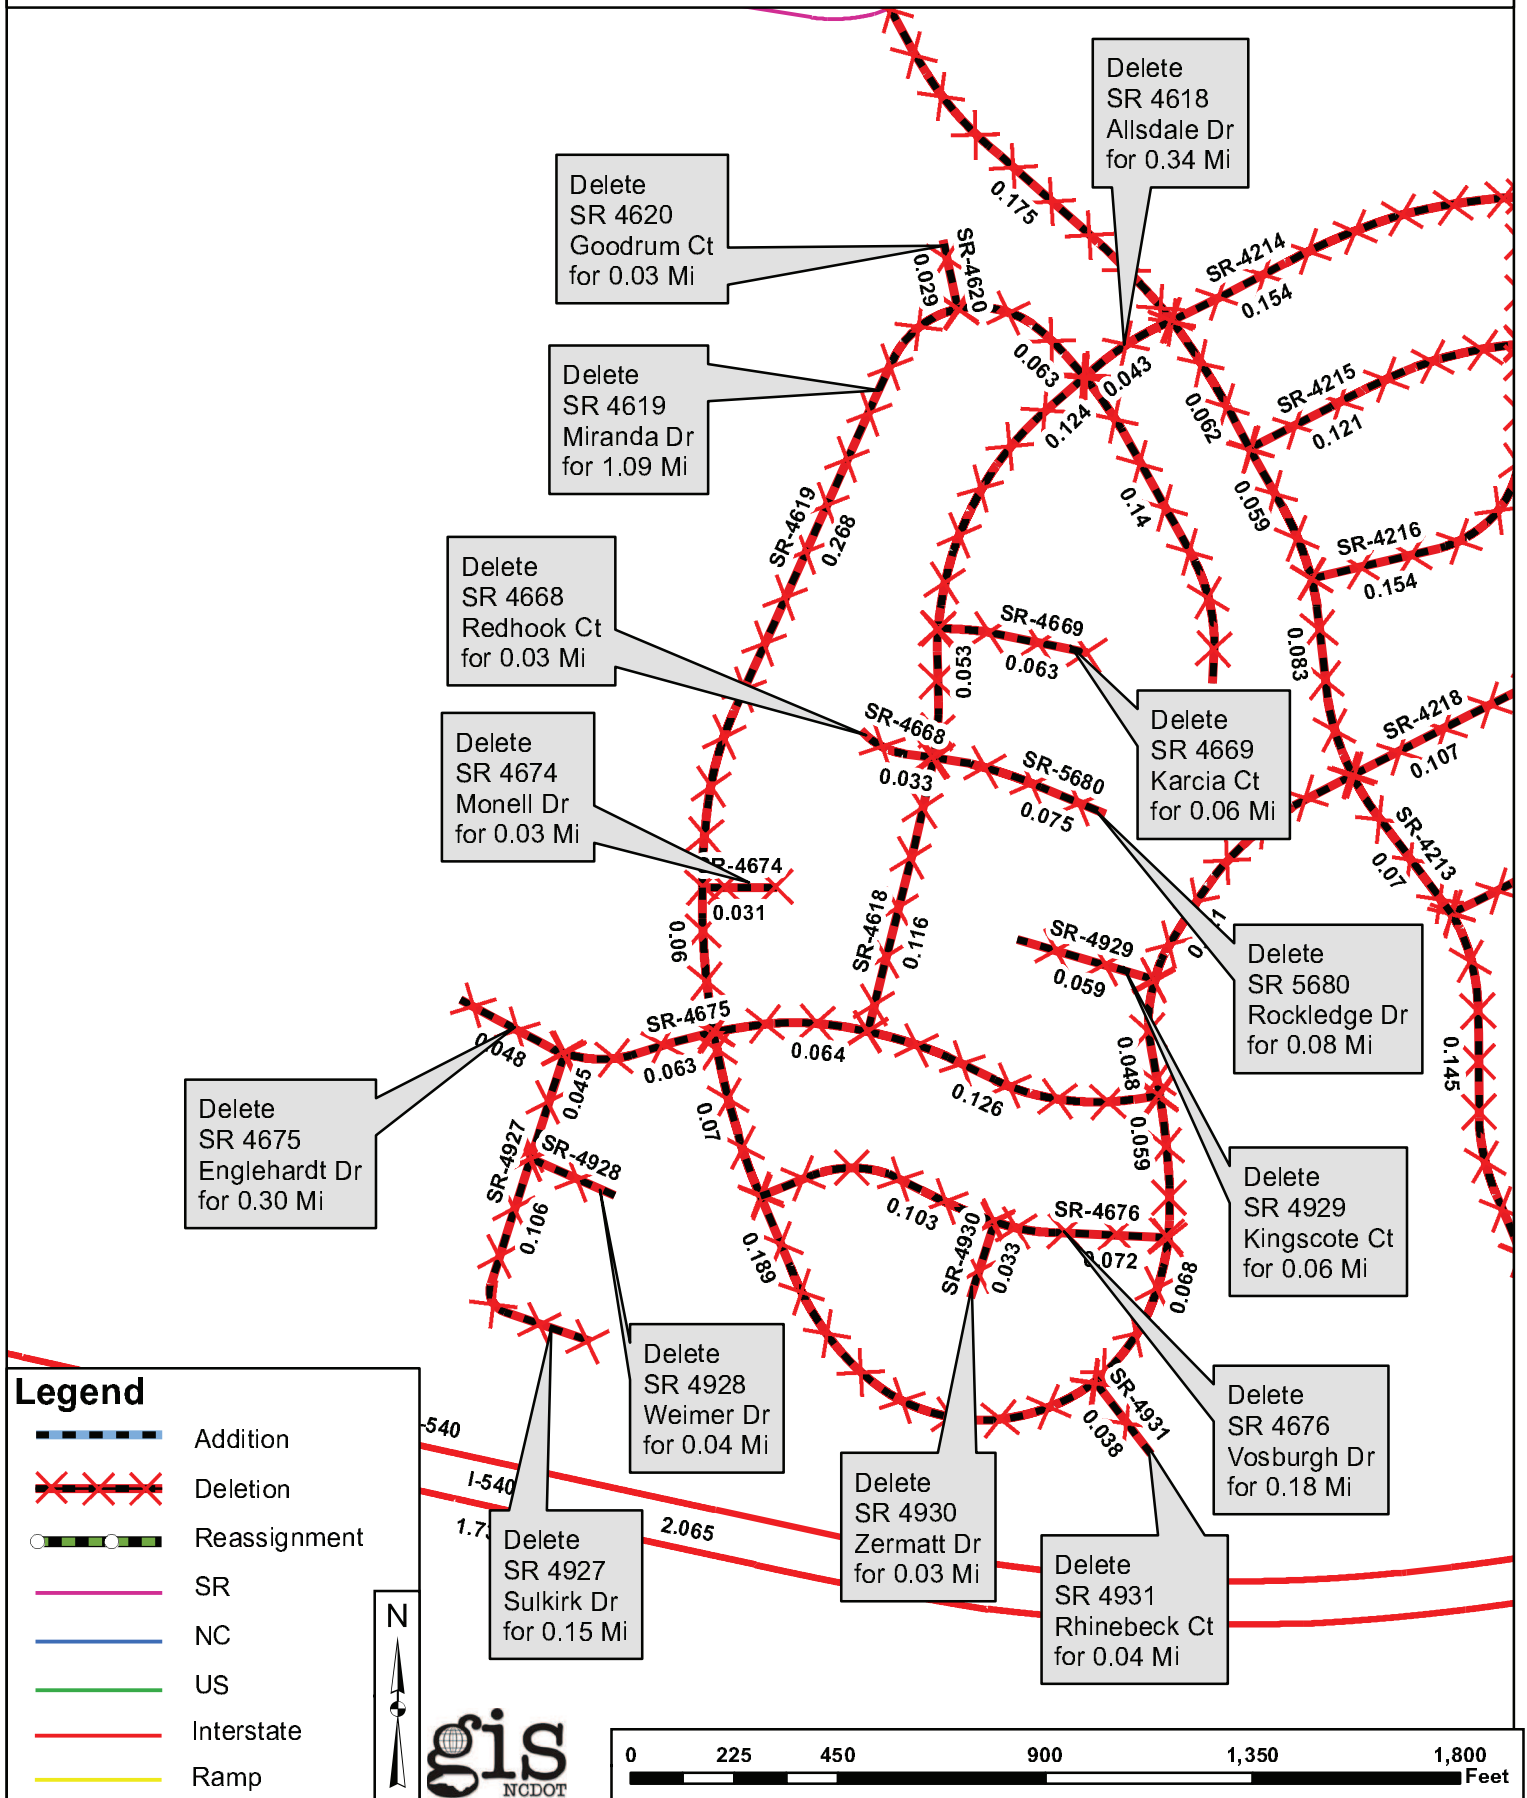 Delete
SR 4618
Allsdale Dr
for 0.34 Mi
Delete
SR 4620
Goodrum Ct
for 0.03 Mi
0.175
SR-4620
0.029
SR-4214
0.154
Delete
SR 4619
Miranda Dr
for 1.09 Mi
0.063
0.043
0.124
0.062
SR-4215
0.121
SR-4619
0.268
0.14
0.059
SR-4216
0.154
Delete
SR 4668
Redhook Ct
for 0.03 Mi
SR-4669
0.063
0.053
0.083
Delete
SR 4669
Karcia Ct
for 0.06 Mi
SR-4668
0.033
SR-5680
0.075
SR-4218
0.107
Delete
SR 4674
Monell Dr
for 0.03 Mi
SR-4213
0.07
-4674
0.031
SR-4618
0.116
0.06
SR-4929
0.059
Delete
SR 5680
Rockledge Dr
for 0.08 Mi
SR-4675
0.048
0.045
0.063
0.064
0.126
0.048
0.145
Delete
SR 4675
Englehardt Dr
for 0.30 Mi
0.07
0.059
SR-4927
SR-4928
0.106
Delete
SR 4929
Kingscote Ct
for 0.06 Mi
0.103
SR-4676
0.072
SR-4930
0.033
0.189
0.068
Delete
SR 4928
Weimer Dr
for 0.04 Mi
SR-4931
0.038
Delete
SR 4676
Vosburgh Dr
for 0.18 Mi
Delete
SR 4930
Zermatt Dr
for 0.03 Mi
-540
I-540
1.73
2.065
Delete
SR 4927
Sulkirk Dr
for 0.15 Mi
Delete
SR 4931
Rhinebeck Ct
for 0.04 Mi
Legend
Addition
Deletion
Reassignment
SR
NC
US
Interstate
Ramp
N
gis
NCDOT
0 225 450 900 1,350 1,800
Feet